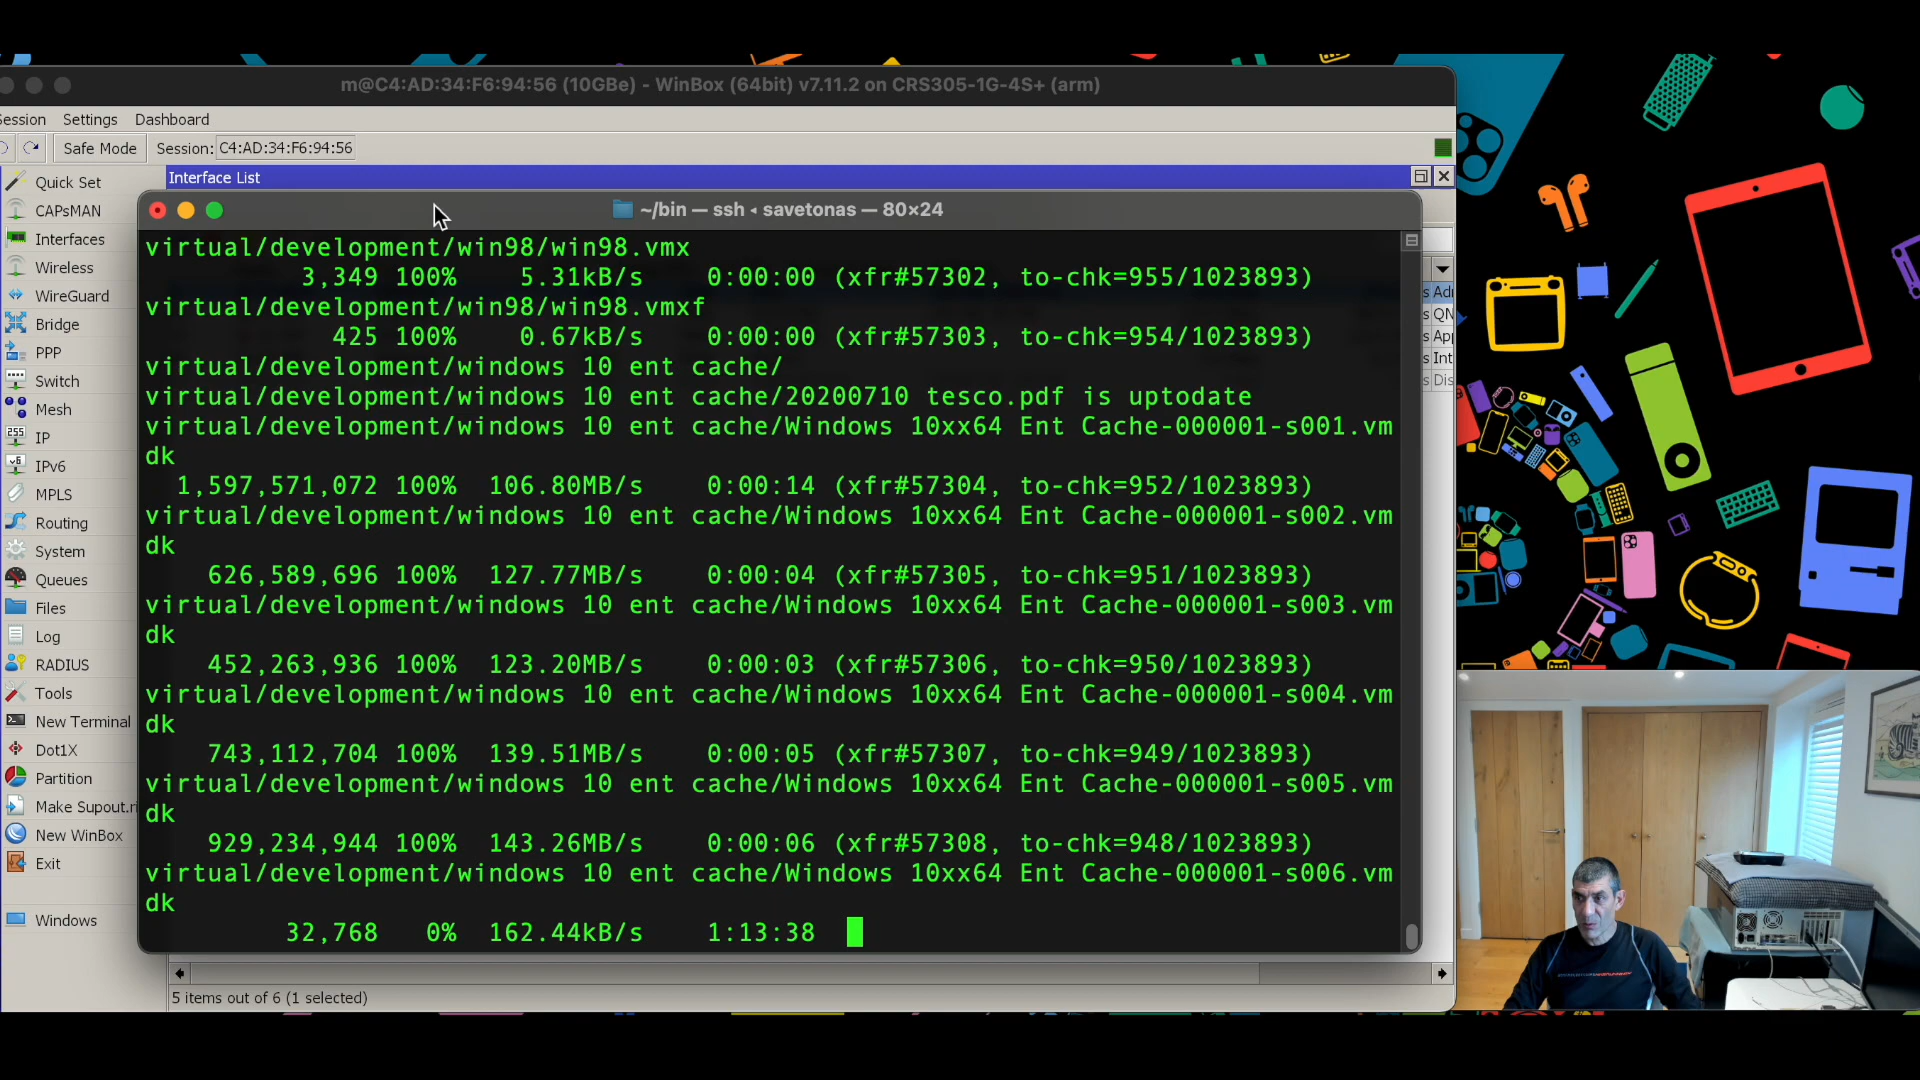 m@C4:AD:34:F6:94:56 (10GBe) - WinBox (64bit) v7.11.2 on CRS305-1G-4S+ (arm)
Session Settings Dashboard
Safe Mode Session: C4:AD:34:F6:94:56
Interface List
Quick Set
CAPsMAN
Interfaces
Wireless
WireGuard
Bridge
PPP
Switch
Mesh
255 IP
v6 IPv6
MPLS
Routing
System
Queues
Files
Log
RADIUS
Tools
New Terminal
Dot1X
Partition
Make Supout.ri
New WinBox
Exit
Windows
~/bin — ssh ◂ savetonas — 80×24
virtual/development/win98/win98.vmx
3,349 100% 5.31kB/s 0:00:00 (xfr#57302, to-chk=955/1023893)
virtual/development/win98/win98.vmxf
425 100% 0.67kB/s 0:00:00 (xfr#57303, to-chk=954/1023893)
virtual/development/windows 10 ent cache/
virtual/development/windows 10 ent cache/20200710 tesco.pdf is uptodate
virtual/development/windows 10 ent cache/Windows 10xx64 Ent Cache-000001-s001.vm
dk
1,597,571,072 100% 106.80MB/s 0:00:14 (xfr#57304, to-chk=952/1023893)
virtual/development/windows 10 ent cache/Windows 10xx64 Ent Cache-000001-s002.vm
dk
626,589,696 100% 127.77MB/s 0:00:04 (xfr#57305, to-chk=951/1023893)
virtual/development/windows 10 ent cache/Windows 10xx64 Ent Cache-000001-s003.vm
dk
452,263,936 100% 123.20MB/s 0:00:03 (xfr#57306, to-chk=950/1023893)
virtual/development/windows 10 ent cache/Windows 10xx64 Ent Cache-000001-s004.vm
dk
743,112,704 100% 139.51MB/s 0:00:05 (xfr#57307, to-chk=949/1023893)
virtual/development/windows 10 ent cache/Windows 10xx64 Ent Cache-000001-s005.vm
dk
929,234,944 100% 143.26MB/s 0:00:06 (xfr#57308, to-chk=948/1023893)
virtual/development/windows 10 ent cache/Windows 10xx64 Ent Cache-000001-s006.vm
dk
32,768 0% 162.44kB/s 1:13:38
s Adr
s QN
s App
s Int
s Dis
5 items out of 6 (1 selected)